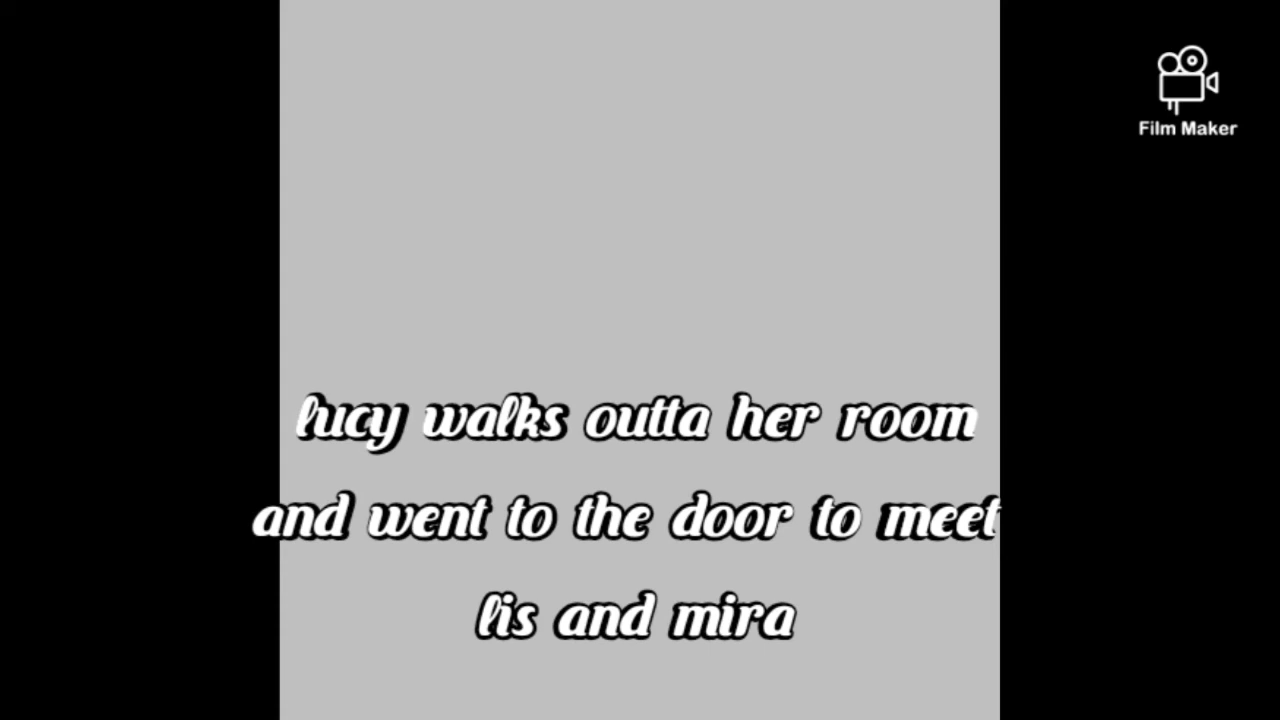 Film Maker
lucy walks outta her room
and went to the door to meet
lis and mira